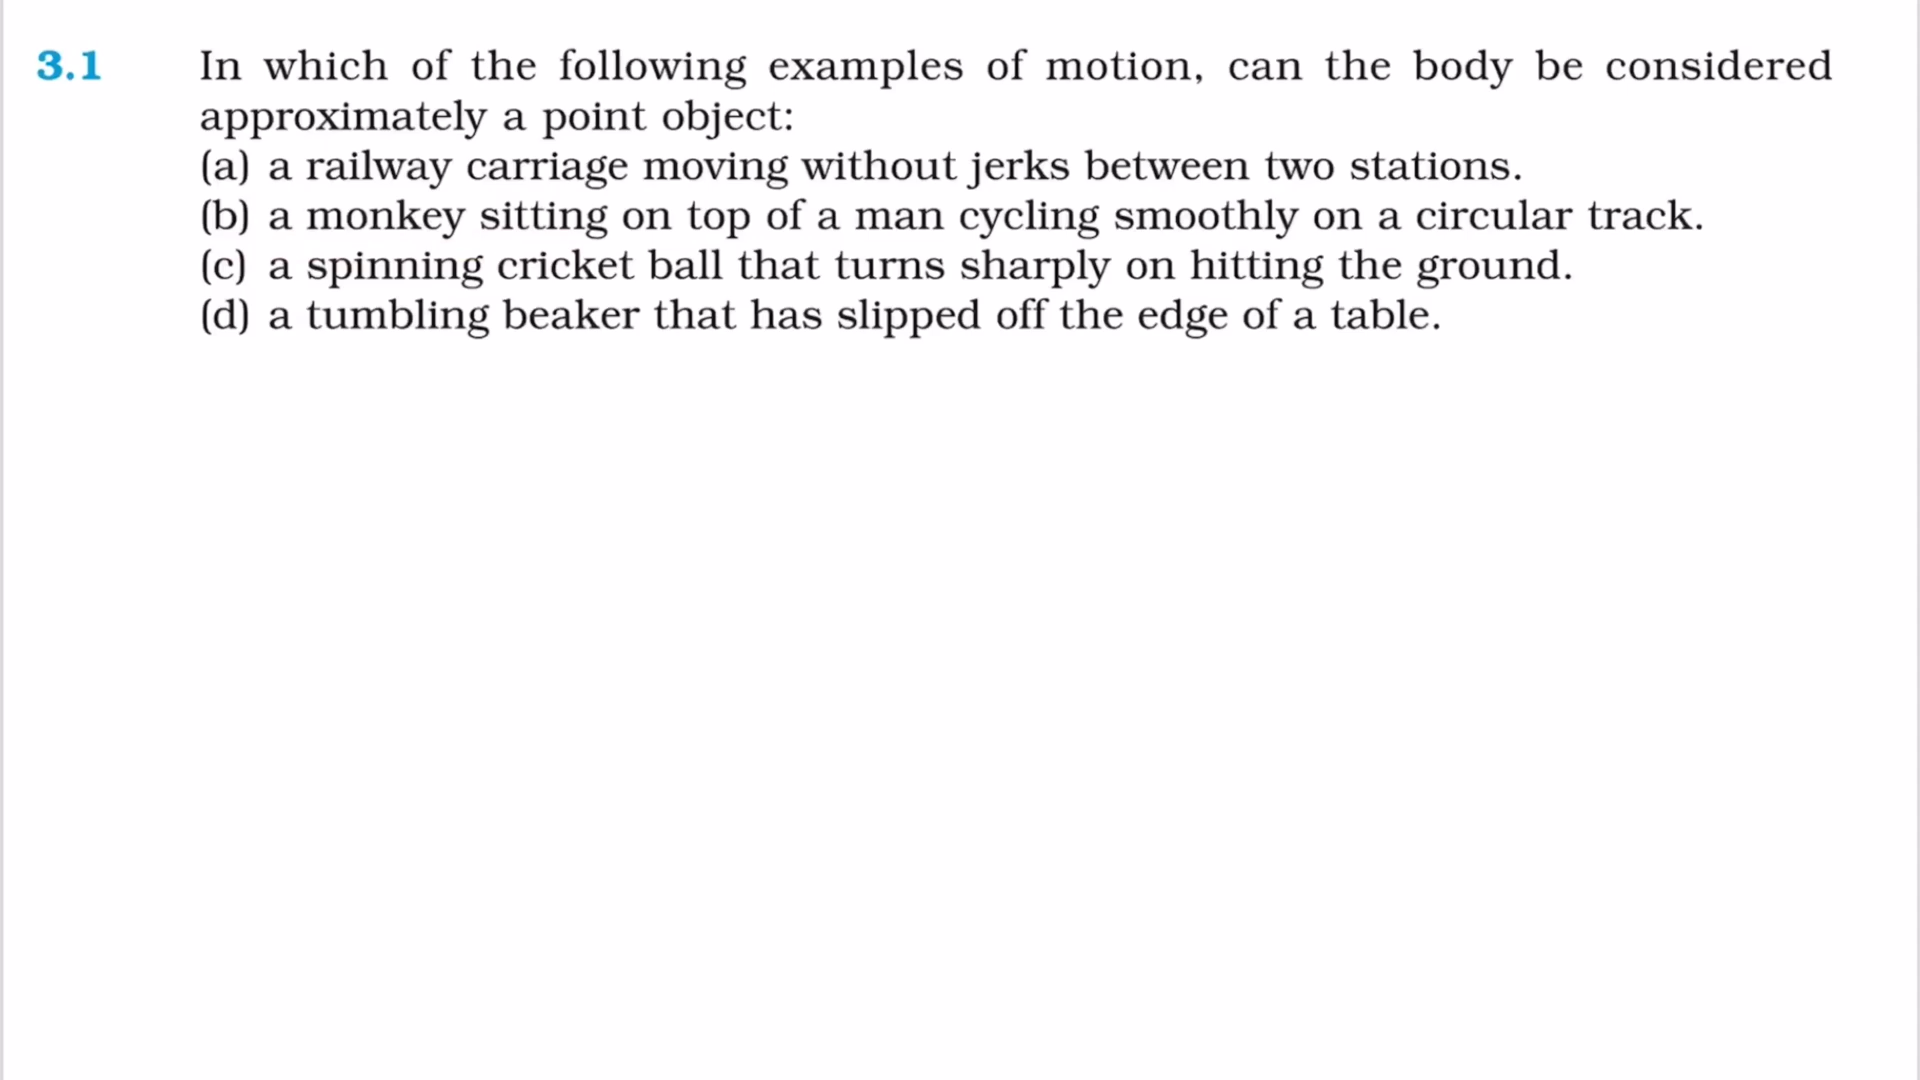 3.1 In which of the following examples of motion, can the body be considered
approximately a point object:
(a) a railway carriage moving without jerks between two stations.
(b) a monkey sitting on top of a man cycling smoothly on a circular track.
(c) a spinning cricket ball that turns sharply on hitting the ground.
(d) a tumbling beaker that has slipped off the edge of a table.